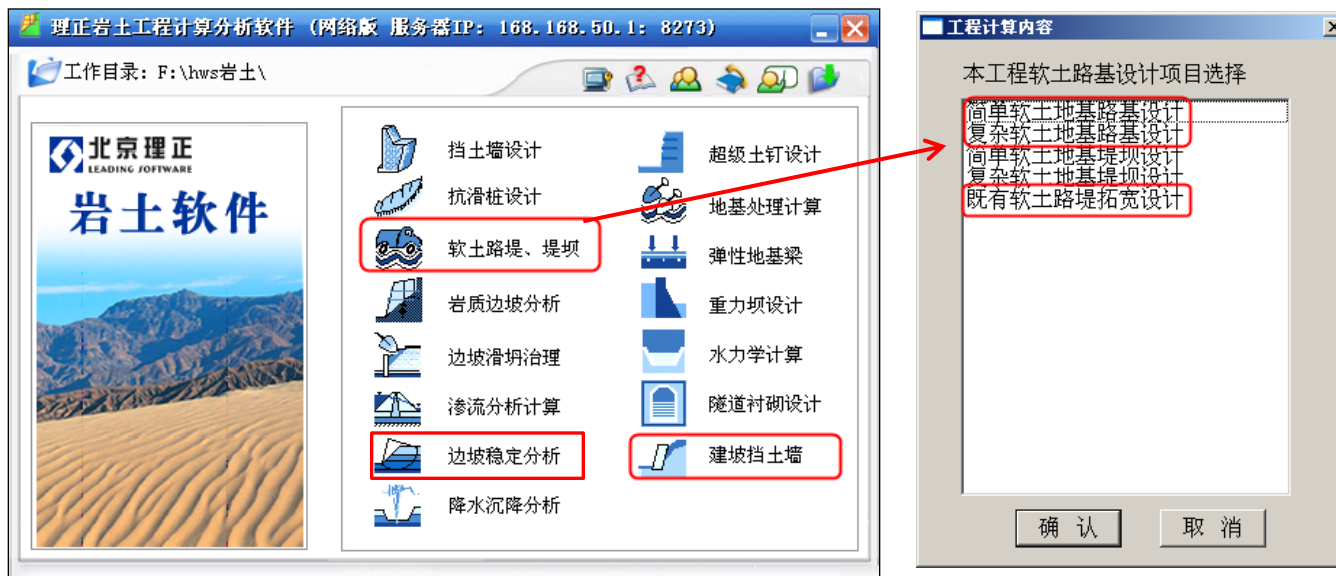 理正岩土工程计算分析软件 (网络版 服务器IP: 168.168.50.1: 8273)
工作目录: F:\hws岩土\
北京理正
LEADING SOFTWARE
岩土软件
挡土墙设计
超级土钉设计
抗滑桩设计
地基处理计算
软土路堤、堤坝
弹性地基梁
岩质边坡分析
重力坝设计
边坡滑坍治理
水力学计算
渗流分析计算
隧道衬砌设计
边坡稳定分析
建坡挡土墙
降水沉降分析
工程计算内容
本工程软土路基设计项目选择
简单软土地基路基设计
复杂软土地基路基设计
简单软土地基堤坝设计
复杂软土地基堤坝设计
既有软土路堤拓宽设计
确 认
取 消